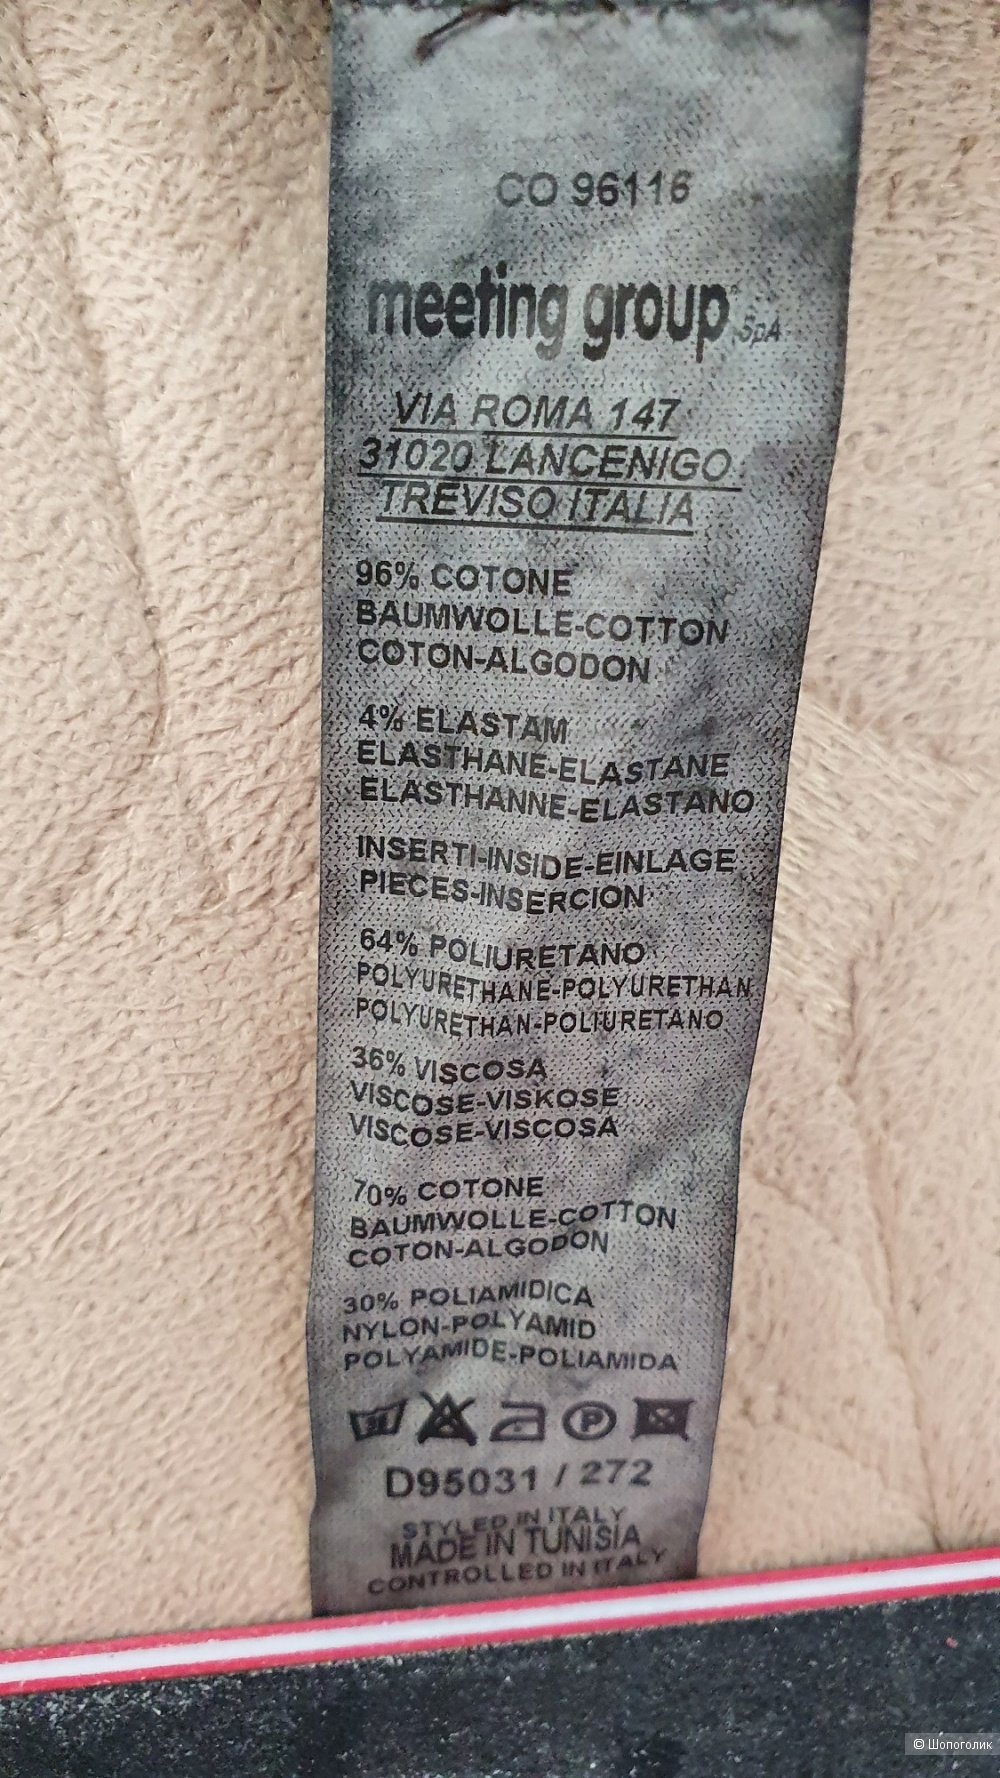 CO 96116
meeting group SpA
VIA ROMA 147
31020 LANCENIGO
TREVISO ITALIA
96% COTONE
BAUMWOLLE-COTTON
COTON-ALGODON
4% ELASTAM
ELASTHANE-ELASTANE
ELASTHANNE-ELASTANO
INSERTI-INSIDE-EINLAGE
PIECES-INSERCION
64% POLIURETANO
POLYURETHANE-POLYURETHAN
POLYURETHAN-POLIURETANO
36% VISCOSA
VISCOSE-VISKOSE
VISCOSE-VISCOSA
70% COTONE
BAUMWOLLE-COTTON
COTON-ALGODON
30% POLIAMIDICA
NYLON-POLYAMID
POLYAMIDE-POLIAMIDA
30 P
D95031 / 272
STYLED IN ITALY
MADE IN TUNISIA
CONTROLLED IN ITALY
© Шопоголик